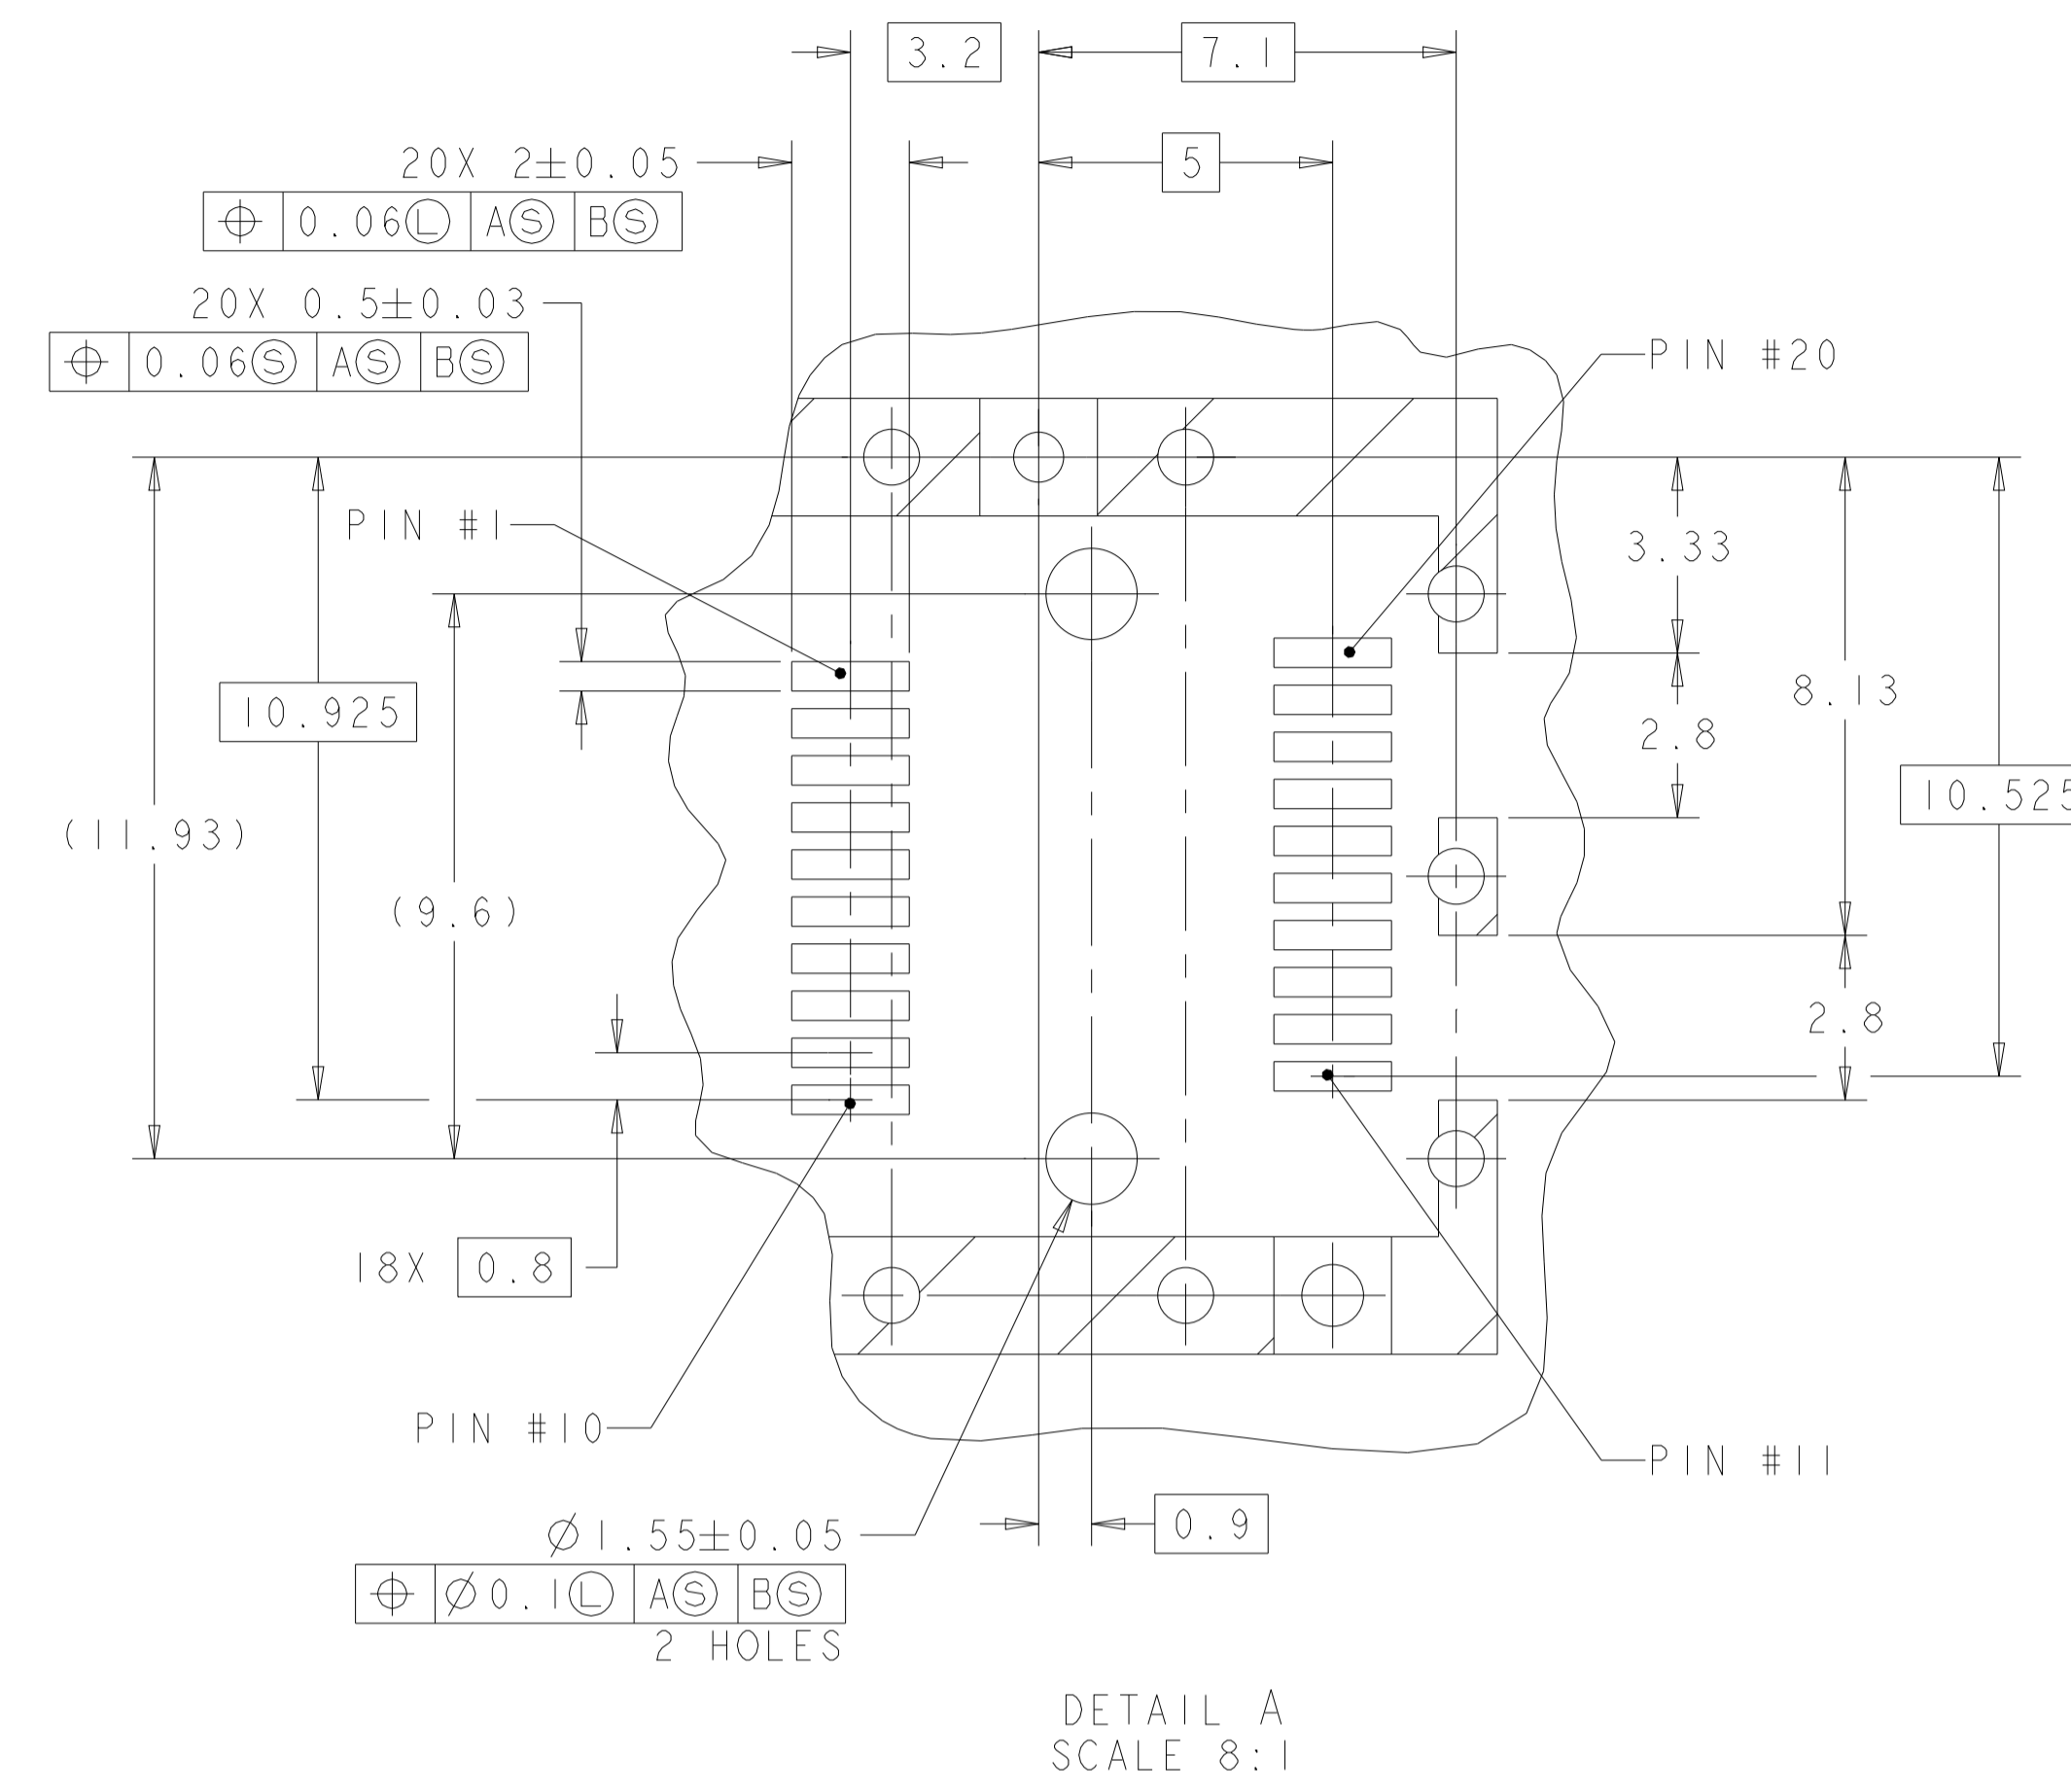 3.2
7.1
20X 2±0.05
5
⌖ 0.06Ⓛ AⓈ BⓈ
20X 0.5±0.03
⌖ 0.06Ⓢ AⓈ BⓈ
PIN #20
PIN #1
3.33
10.925
8.13
2.8
10.525
(11.93)
(9.6)
2.8
18X 0.8
PIN #10
PIN #11
⌀1.55±0.05
0.9
⌖ ⌀0.1Ⓛ AⓈ BⓈ
2 HOLES
DETAIL A
SCALE 8:1